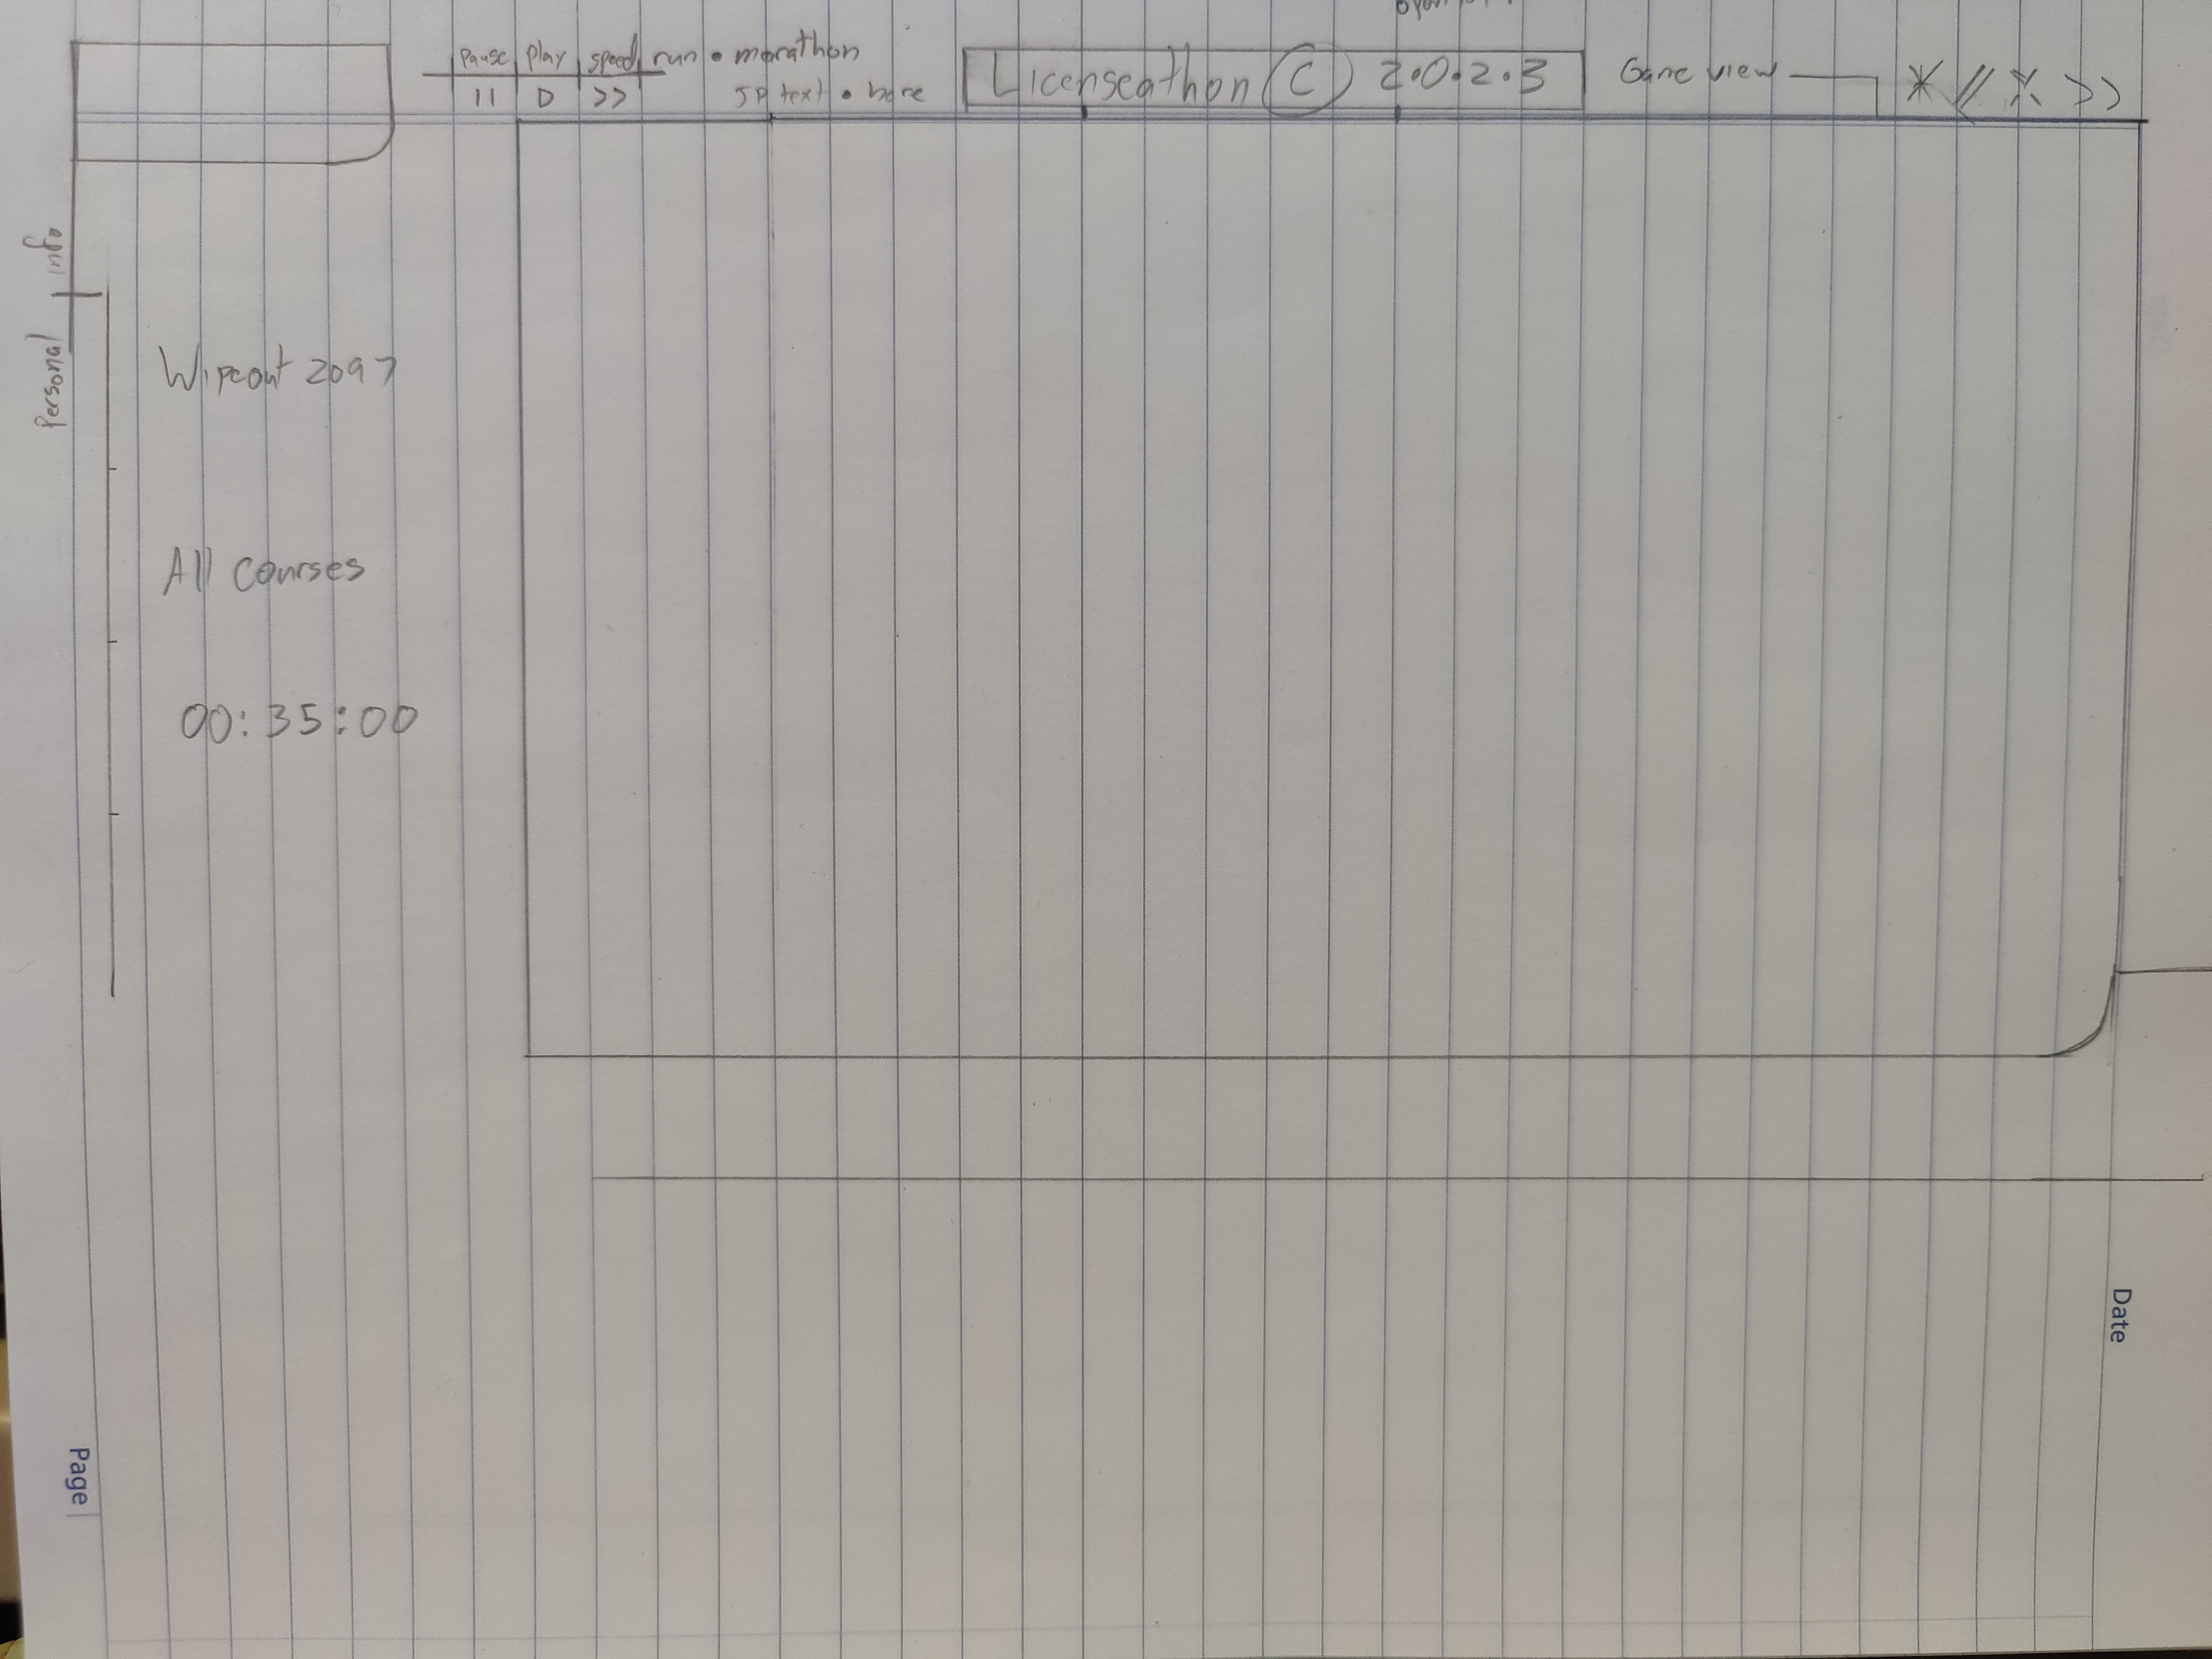 Pause play speed run • marathon
II D >> JP text • here
Licenseathon C 2.0.2.3
Game view
* // >>
Personal info
Wipeout 2097
All courses
00:35:00
Date
Page